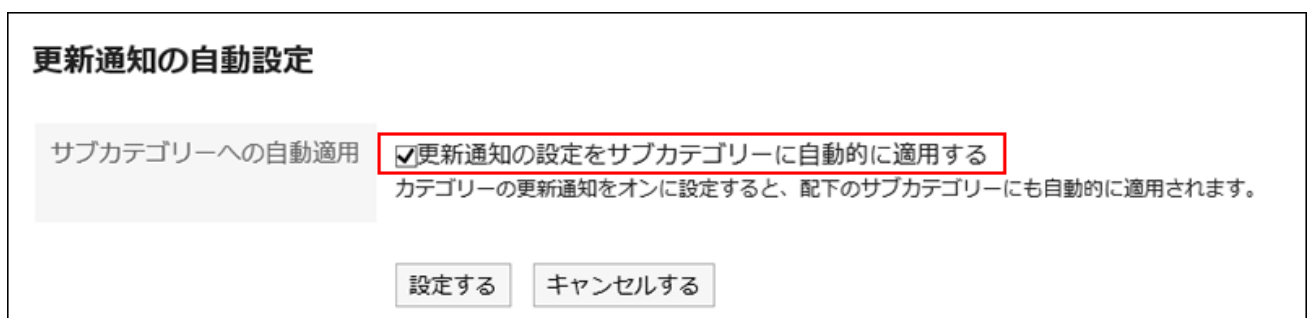 更新通知の自動設定
サブカテゴリーへの自動適用
更新通知の設定をサブカテゴリーに自動的に適用する
カテゴリーの更新通知をオンに設定すると、配下のサブカテゴリーにも自動的に適用されます。
設定する キャンセルする